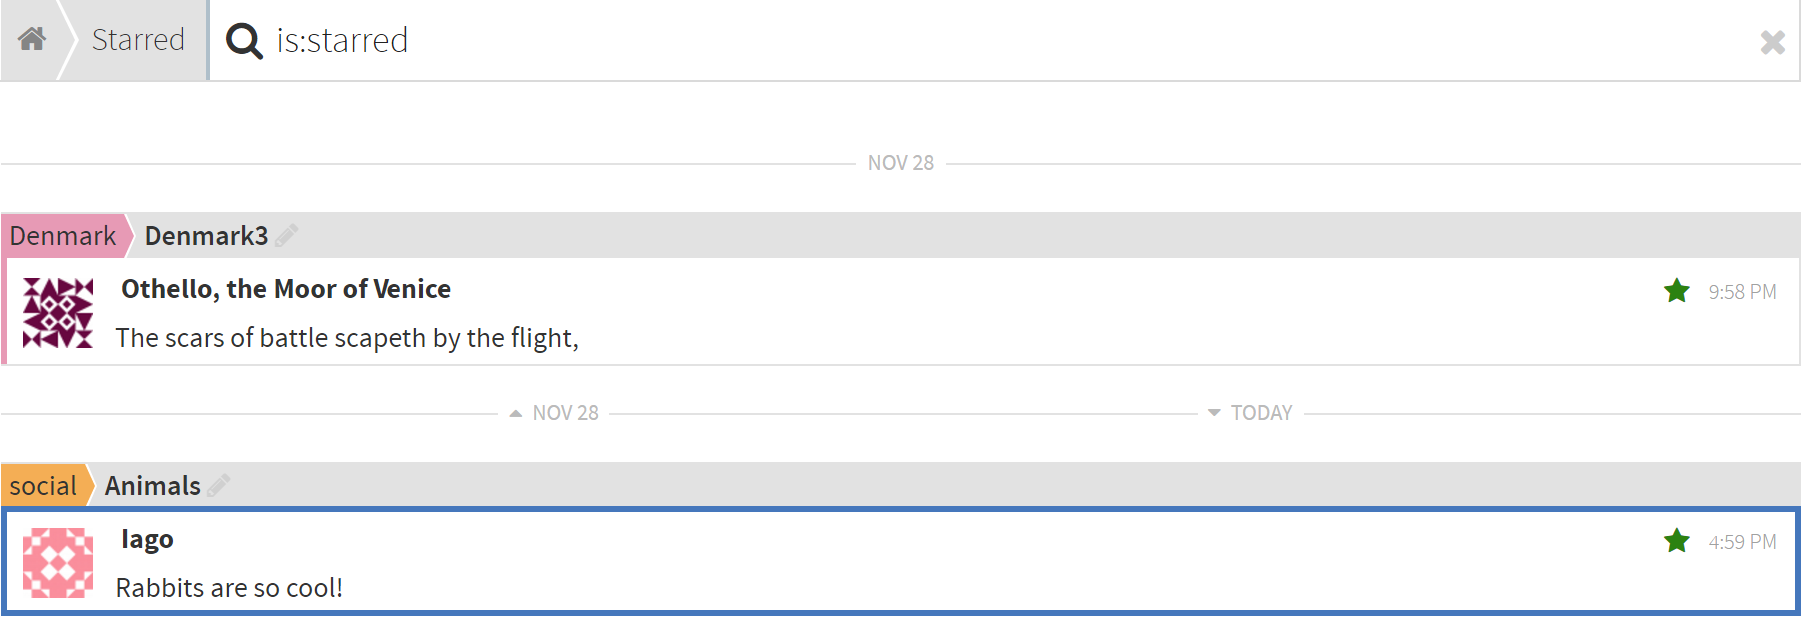 Starred is:starred
NOV 28
Denmark Denmark3
Othello, the Moor of Venice 9:58 PM
The scars of battle scapeth by the flight,
NOV 28 TODAY
social Animals
Iago 4:59 PM
Rabbits are so cool!